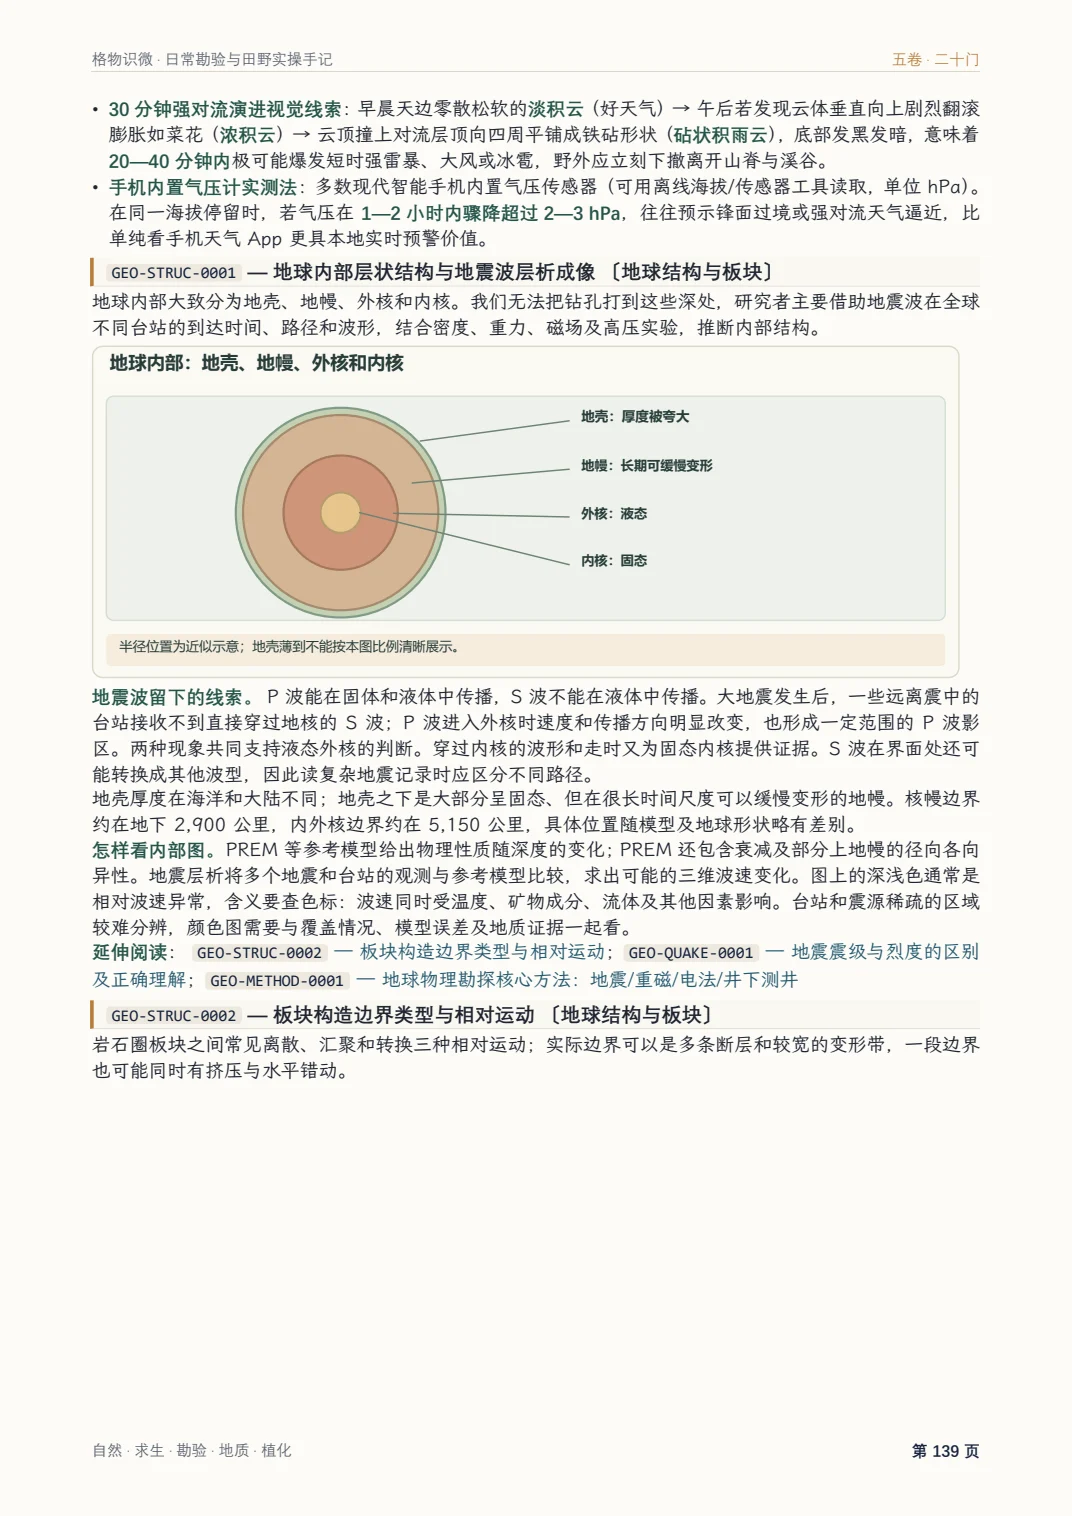 格物识微 · 日常勘验与田野实操手记
五卷 · 二十门
• 30 分钟强对流演进视觉线索：早晨天边零散松软的淡积云（好天气）→ 午后若发现云体垂直向上剧烈翻滚
膨胀如菜花（浓积云）→ 云顶撞上对流层顶向四周平铺成铁砧形状（砧状积雨云），底部发黑发暗，意味着
20—40 分钟内极可能爆发短时强雷暴、大风或冰雹，野外应立刻下撤离开山脊与溪谷。
• 手机内置气压计实测法：多数现代智能手机内置气压传感器（可用离线海拔/传感器工具读取，单位 hPa）。
在同一海拔停留时，若气压在 1—2 小时内骤降超过 2—3 hPa，往往预示锋面过境或强对流天气逼近，比
单纯看手机天气 App 更具本地实时预警价值。
GEO-STRUC-0001 — 地球内部层状结构与地震波层析成像 〔地球结构与板块〕
地球内部大致分为地壳、地幔、外核和内核。我们无法把钻孔打到这些深处，研究者主要借助地震波在全球
不同台站的到达时间、路径和波形，结合密度、重力、磁场及高压实验，推断内部结构。
地球内部：地壳、地幔、外核和内核
地壳：厚度被夸大
地幔：长期可缓慢变形
外核：液态
内核：固态
半径位置为近似示意；地壳薄到不能按本图比例清晰展示。
地震波留下的线索。 P 波能在固体和液体中传播，S 波不能在液体中传播。大地震发生后，一些远离震中的
台站接收不到直接穿过地核的 S 波；P 波进入外核时速度和传播方向明显改变，也形成一定范围的 P 波影
区。两种现象共同支持液态外核的判断。穿过内核的波形和走时又为固态内核提供证据。S 波在界面处还可
能转换成其他波型，因此读复杂地震记录时应区分不同路径。
地壳厚度在海洋和大陆不同；地壳之下是大部分呈固态、但在很长时间尺度可以缓慢变形的地幔。核幔边界
约在地下 2,900 公里，内外核边界约在 5,150 公里，具体位置随模型及地球形状略有差别。
怎样看内部图。PREM 等参考模型给出物理性质随深度的变化；PREM 还包含衰减及部分上地幔的径向各向
异性。地震层析将多个地震和台站的观测与参考模型比较，求出可能的三维波速变化。图上的深浅色通常是
相对波速异常，含义要查色标：波速同时受温度、矿物成分、流体及其他因素影响。台站和震源稀疏的区域
较难分辨，颜色图需要与覆盖情况、模型误差及地质证据一起看。
延伸阅读： GEO-STRUC-0002 — 板块构造边界类型与相对运动；GEO-QUAKE-0001 — 地震震级与烈度的区别
及正确理解；GEO-METHOD-0001 — 地球物理勘探核心方法：地震/重磁/电法/井下测井
GEO-STRUC-0002 — 板块构造边界类型与相对运动 〔地球结构与板块〕
岩石圈板块之间常见离散、汇聚和转换三种相对运动；实际边界可以是多条断层和较宽的变形带，一段边界
也可能同时有挤压与水平错动。
自然 · 求生 · 勘验 · 地质 · 植化
第 139 页